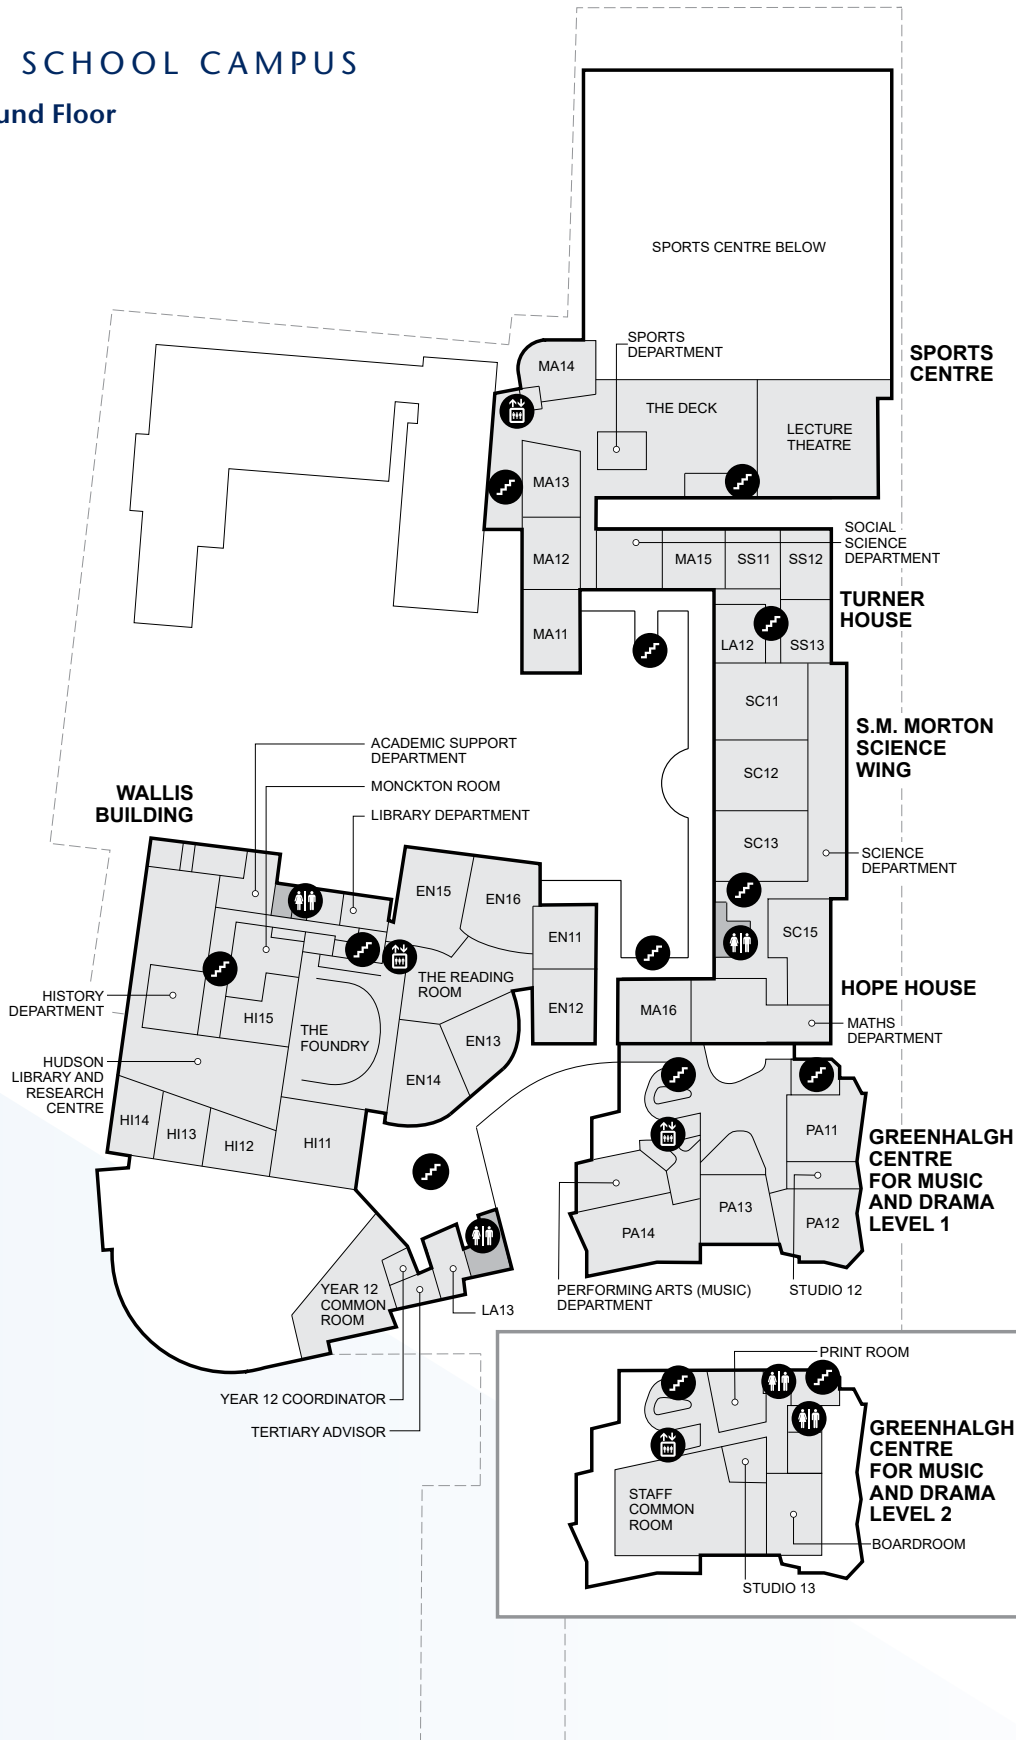 SCHOOL CAMPUS
und Floor
SPORTS CENTRE BELOW
SPORTS
DEPARTMENT
MA14
SPORTS
CENTRE
THE DECK
LECTURE
THEATRE
MA13
SOCIAL
SCIENCE
DEPARTMENT
MA12
MA15
SS11
SS12
TURNER
HOUSE
MA11
LA12
SS13
SC11
S.M. MORTON
SCIENCE
WING
SC12
SC13
SCIENCE
DEPARTMENT
ACADEMIC SUPPORT
DEPARTMENT
MONCKTON ROOM
LIBRARY DEPARTMENT
WALLIS
BUILDING
EN15
EN16
EN11
SC15
THE READING
ROOM
EN12
HOPE HOUSE
HISTORY
DEPARTMENT
HI15
MA16
MATHS
DEPARTMENT
THE
FOUNDRY
EN13
HUDSON
LIBRARY AND
RESEARCH
CENTRE
EN14
HI14
HI13
HI12
HI11
PA11
GREENHALGH
CENTRE
FOR MUSIC
AND DRAMA
LEVEL 1
PA13
PA14
PA12
PERFORMING ARTS (MUSIC)
DEPARTMENT
STUDIO 12
YEAR 12
COMMON
ROOM
LA13
YEAR 12 COORDINATOR
TERTIARY ADVISOR
PRINT ROOM
GREENHALGH
CENTRE
FOR MUSIC
AND DRAMA
LEVEL 2
STAFF
COMMON
ROOM
BOARDROOM
STUDIO 13